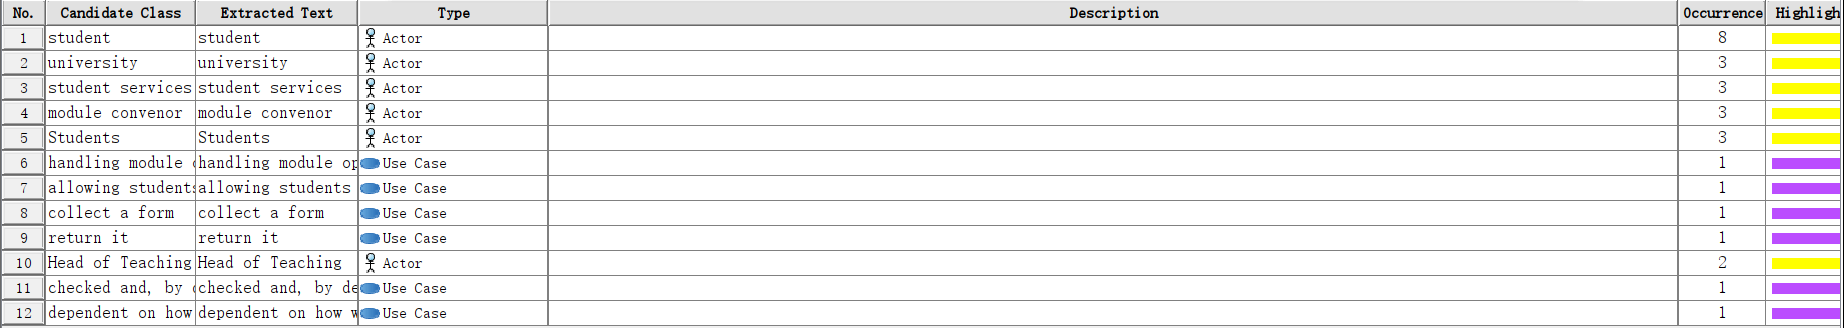 No. Candidate Class Extracted Text Type Description Occurrence Highligh
1 student student Actor 8
2 university university Actor 3
3 student services student services Actor 3
4 module convenor module convenor Actor 3
5 Students Students Actor 3
6 handling module handling module op Use Case 1
7 allowing students allowing students Use Case 1
8 collect a form collect a form Use Case 1
9 return it return it Use Case 1
10 Head of Teaching Head of Teaching Actor 2
11 checked and, by checked and, by de Use Case 1
12 dependent on how dependent on how w Use Case 1